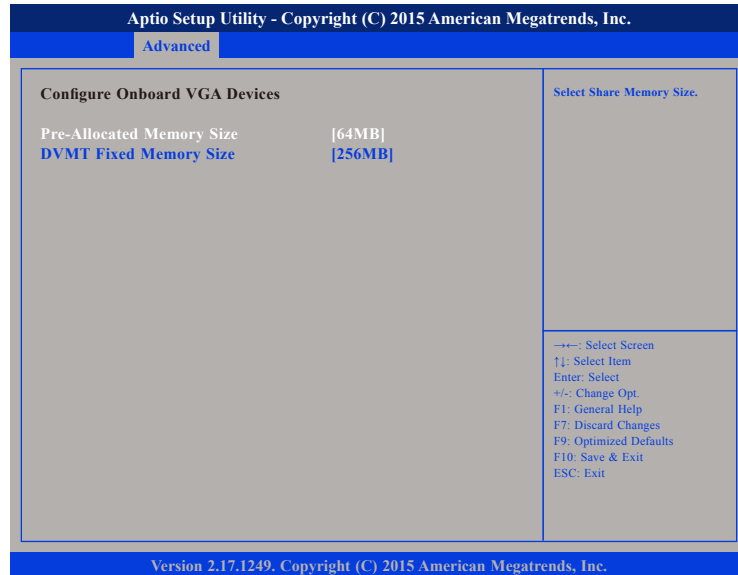 Aptio Setup Utility - Copyright (C) 2015 American Megatrends, Inc.
Advanced
Configure Onboard VGA Devices
Pre-Allocated Memory Size [64MB]
DVMT Fixed Memory Size [256MB]
Select Share Memory Size.
→←: Select Screen
↑↓: Select Item
Enter: Select
+/-: Change Opt.
F1: General Help
F7: Discard Changes
F9: Optimized Defaults
F10: Save & Exit
ESC: Exit
Version 2.17.1249. Copyright (C) 2015 American Megatrends, Inc.